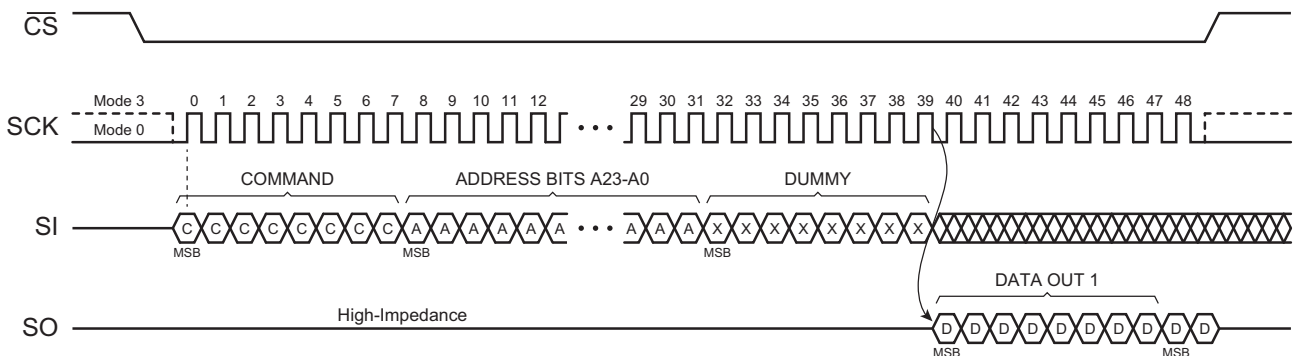 CS
Mode 3 0 1 2 3 4 5 6 7 8 9 10 11 12 29 30 31 32 33 34 35 36 37 38 39 40 41 42 43 44 45 46 47 48
SCK Mode 0 • • •
COMMAND ADDRESS BITS A23-A0 DUMMY
SI C C C C C C C C A A A A A A • • • A A A X X X X X X X X
MSB MSB MSB
DATA OUT 1
High-Impedance
SO D D D D D D D D D D
MSB MSB